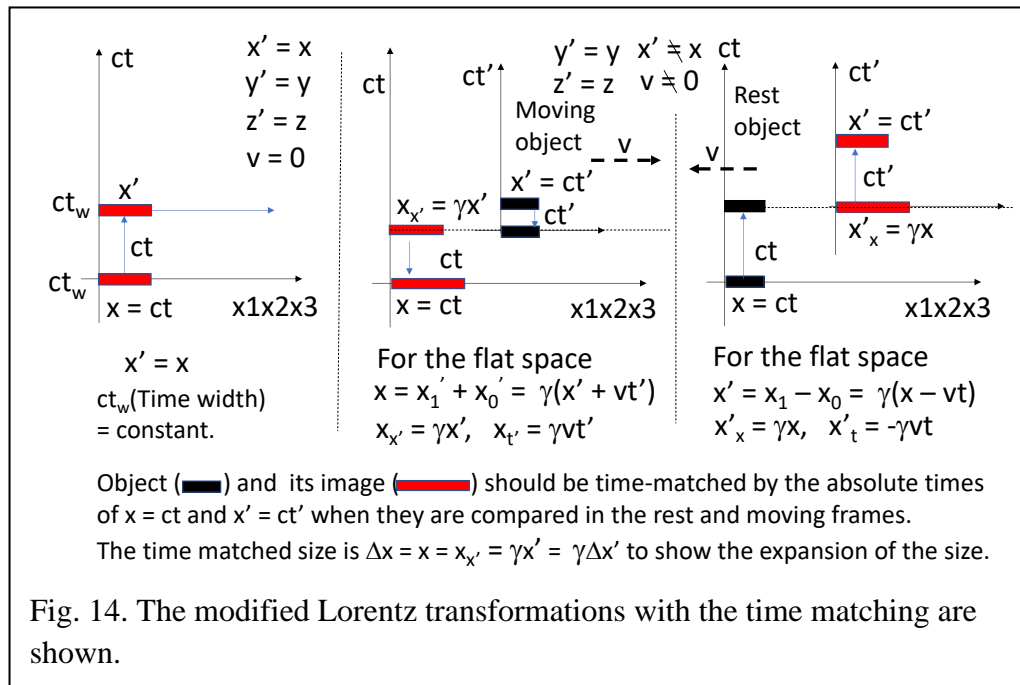 ct
x' = x
y' = y
z' = z
v = 0
ct_w
x'
ct
ct_w
x = ct
x1x2x3
x' = x
ct_w(Time width)
= constant.
y' = y x' ≠ x
z' = z v ≠ 0
ct
ct'
Moving
object
v
x' = ct'
ct'
x_x' = γx'
ct
x = ct
x1x2x3
For the flat space
x = x_1' + x_0' = γ(x' + vt')
x_x' = γx', x_t' = γvt'
ct
ct'
Rest
object
x' = ct'
v
ct'
x'_x = γx
ct
x = ct
x1x2x3
For the flat space
x' = x_1 – x_0 = γ(x – vt)
x'_x = γx, x'_t = -γvt
Object ( ) and its image ( ) should be time-matched by the absolute times
of x = ct and x' = ct' when they are compared in the rest and moving frames.
The time matched size is Δx = x = x_x' = γx' = γΔx' to show the expansion of the size.
Fig. 14. The modified Lorentz transformations with the time matching are
shown.